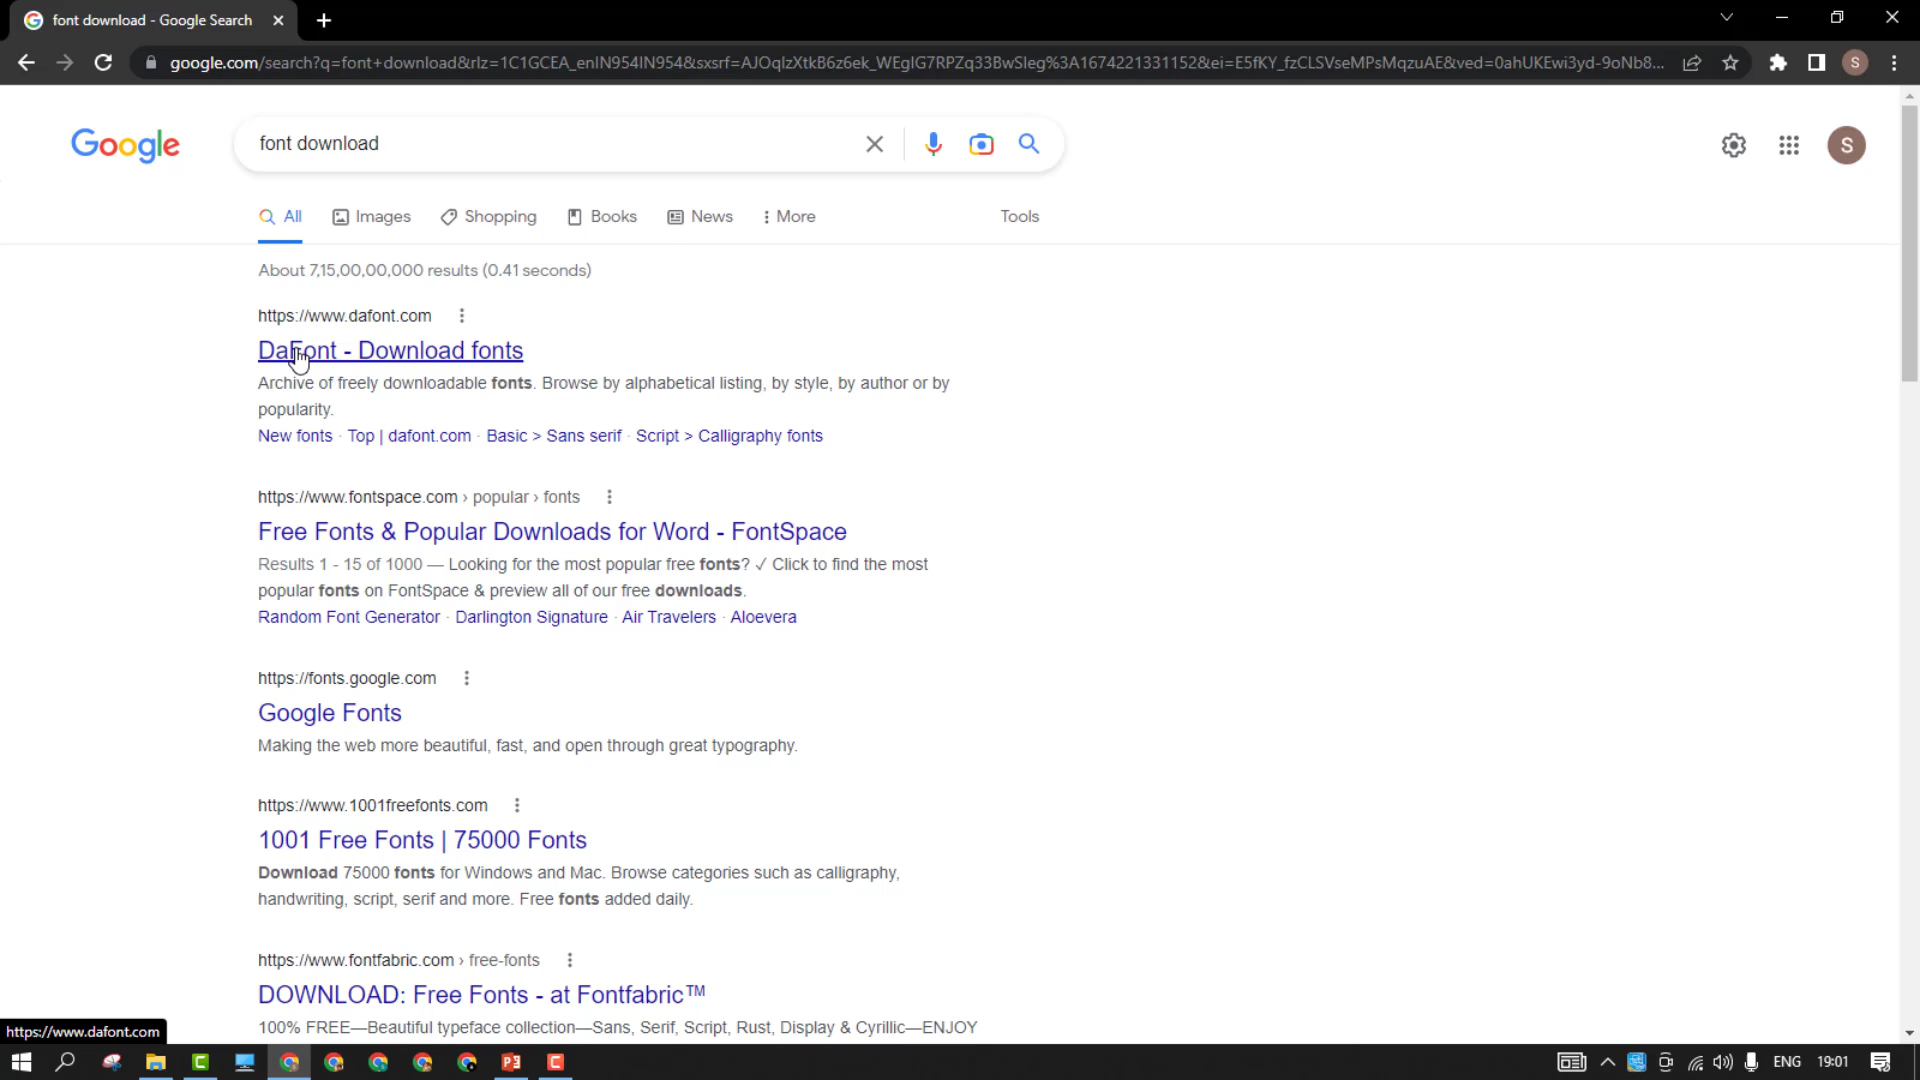 font download - Google Search
google.com/search?q=font+download&rlz=1C1GCEA_enIN954IN954&sxsrf=AJOqlzXtkB6z6ek_WEgIG7RPZq33BwSleg%3A1674221331152&ei=E5fKY_fzCLSVseMPsMqzuAE&ved=0ahUKEwi3yd-9oNb8...
S
Google
font download
S
All
Images
Shopping
Books
News
More
Tools
About 7,15,00,00,000 results (0.41 seconds)
https://www.dafont.com
DaFont - Download fonts
Archive of freely downloadable fonts. Browse by alphabetical listing, by style, by author or by
popularity.
New fonts · Top | dafont.com · Basic > Sans serif · Script > Calligraphy fonts
https://www.fontspace.com › popular › fonts
Free Fonts & Popular Downloads for Word - FontSpace
Results 1 - 15 of 1000 — Looking for the most popular free fonts? ✓ Click to find the most
popular fonts on FontSpace & preview all of our free downloads.
Random Font Generator · Darlington Signature · Air Travelers · Aloevera
https://fonts.google.com
Google Fonts
Making the web more beautiful, fast, and open through great typography.
https://www.1001freefonts.com
1001 Free Fonts | 75000 Fonts
Download 75000 fonts for Windows and Mac. Browse categories such as calligraphy,
handwriting, script, serif and more. Free fonts added daily.
https://www.fontfabric.com › free-fonts
DOWNLOAD: Free Fonts - at Fontfabric™
100% FREE—Beautiful typeface collection—Sans, Serif, Script, Rust, Display & Cyrillic—ENJOY
https://www.dafont.com
ENG
19:01